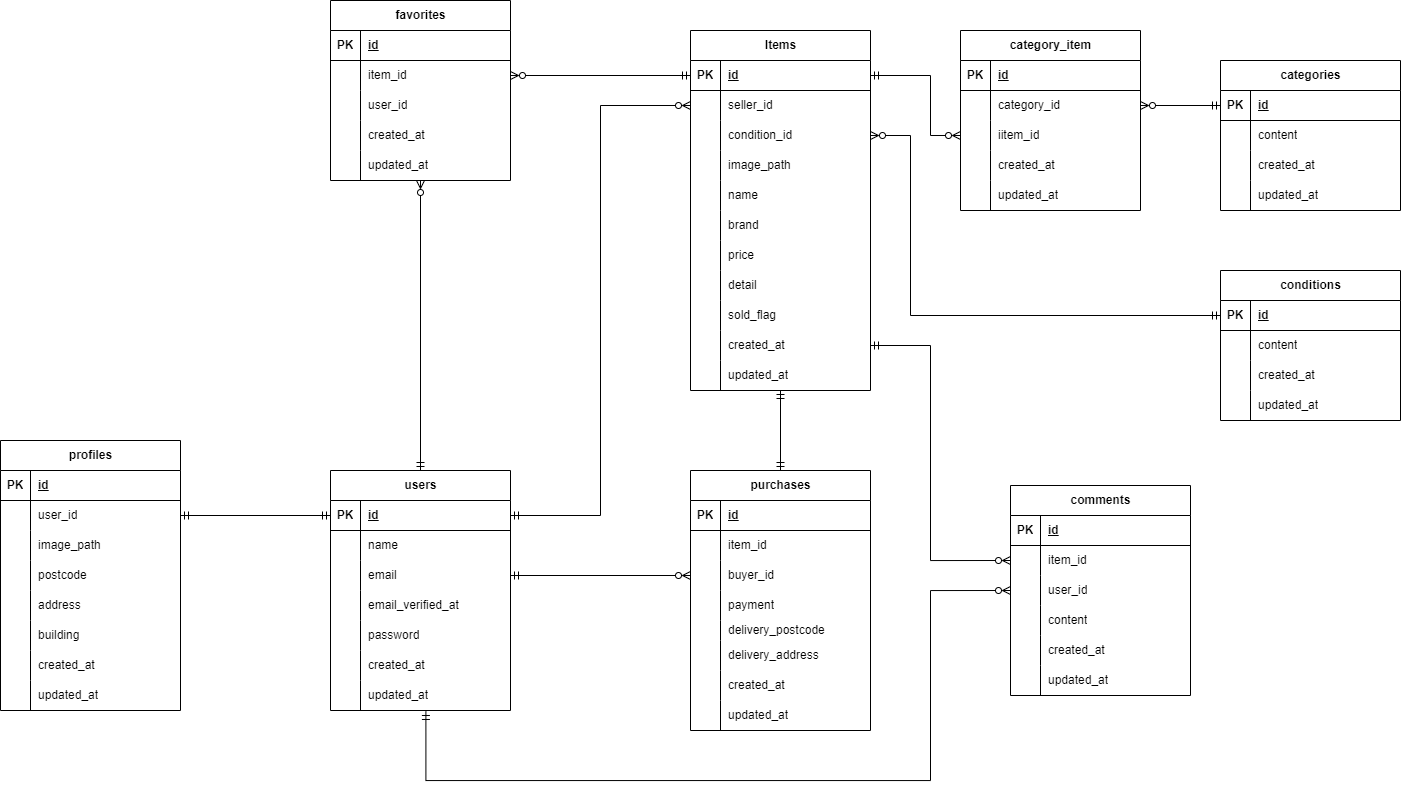 favorites
PK id
item_id
user_id
created_at
updated_at
Items
PK id
seller_id
condition_id
image_path
name
brand
price
detail
sold_flag
created_at
updated_at
category_item
PK id
category_id
iitem_id
created_at
updated_at
categories
PK id
content
created_at
updated_at
conditions
PK id
content
created_at
updated_at
profiles
PK id
user_id
image_path
postcode
address
building
created_at
updated_at
users
PK id
name
email
email_verified_at
password
created_at
updated_at
purchases
PK id
item_id
buyer_id
payment
delivery_postcode
delivery_address
created_at
updated_at
comments
PK id
item_id
user_id
content
created_at
updated_at